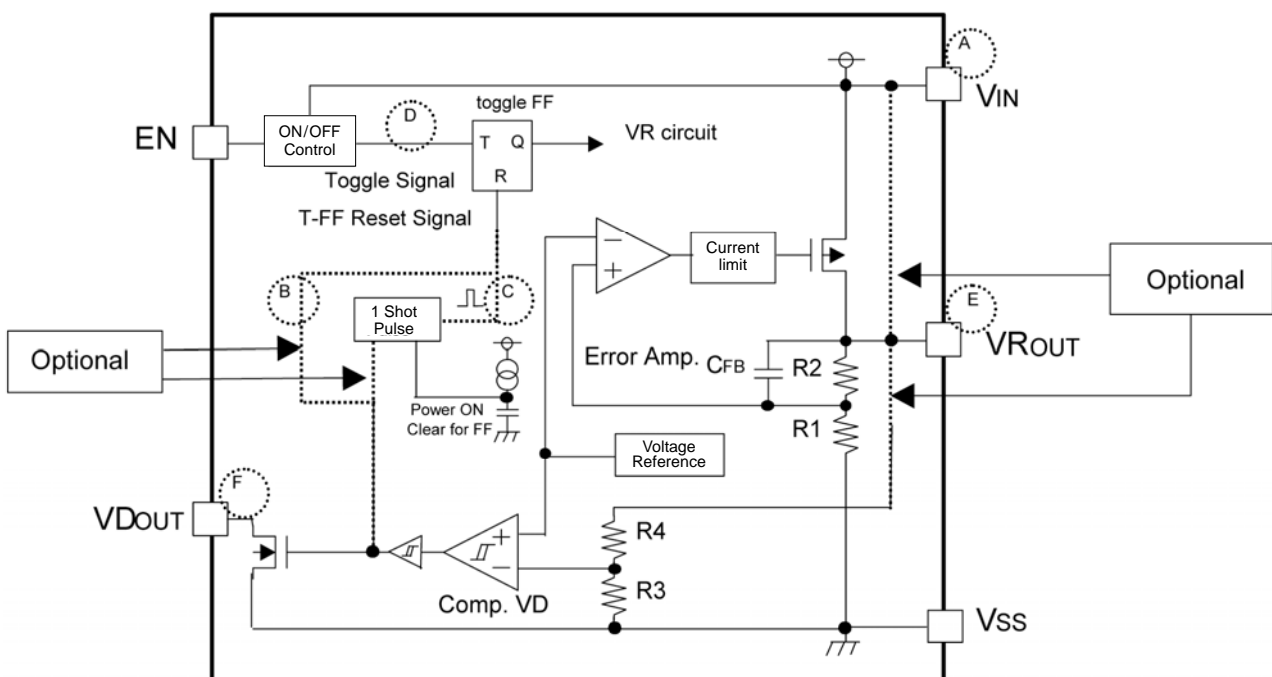 A
VIN
toggle FF
D
EN
ON/OFF
Control
T Q
R
VR circuit
Toggle Signal
T-FF Reset Signal
−
+
Current
limit
Optional
B
C
E
1 Shot
Pulse
Optional
VROUT
Error Amp.
CFB
R2
Power ON
Clear for FF
R1
Voltage
Reference
F
VDOUT
+
−
R4
R3
Comp. VD
VSS